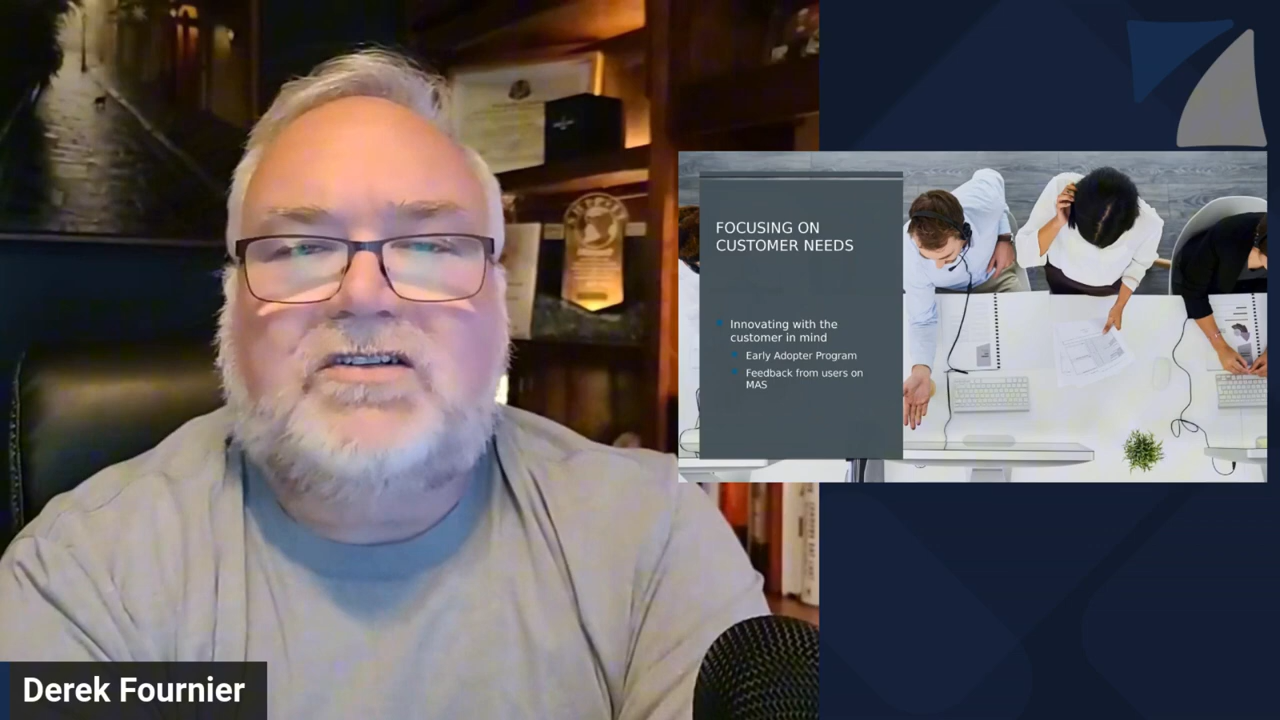 FOCUSING ON
CUSTOMER NEEDS
Innovating with the
customer in mind
Early Adopter Program
Feedback from users on
MAS
Derek Fournier